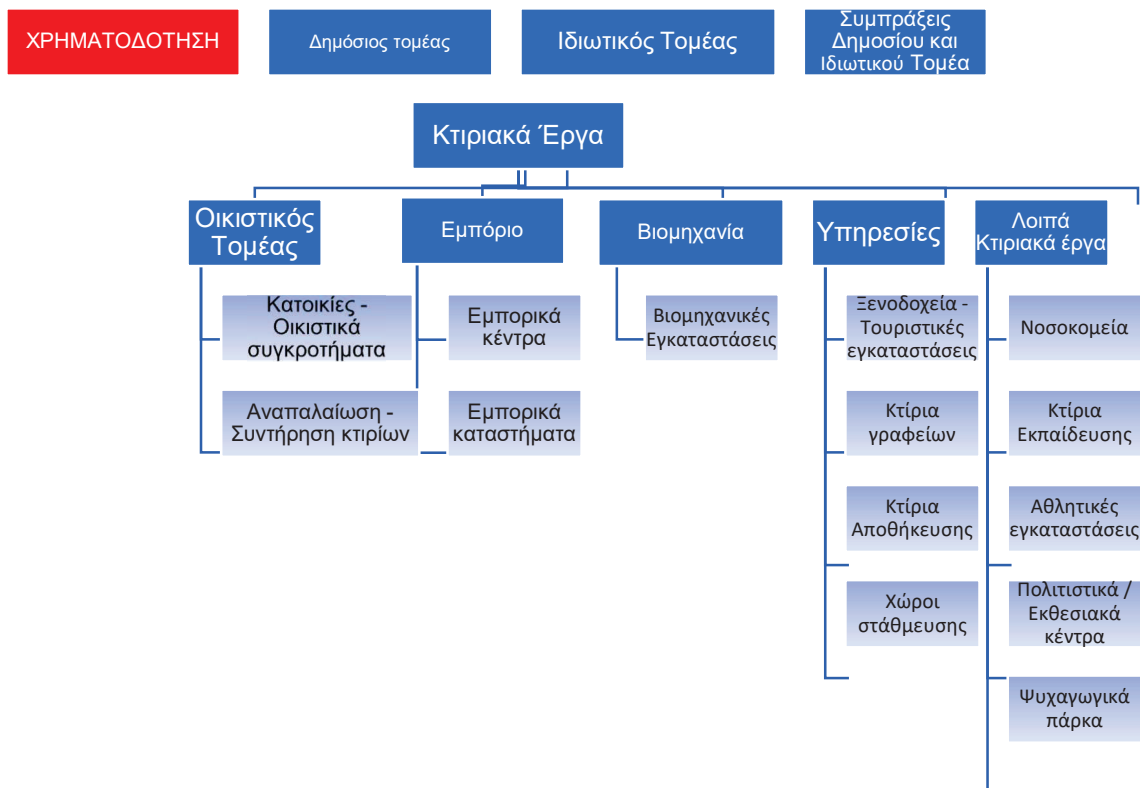 ΧΡΗΜΑΤΟΔΟΤΗΣΗ
Δημόσιος τομέας
Ιδιωτικός Τομέας
Συμπράξεις
Δημοσίου και
Ιδιωτικού Τομέα
Κτιριακά Έργα
Οικιστικός
Τομέας
Εμπόριο
Βιομηχανία
Υπηρεσίες
Λοιπά
Κτιριακά έργα
Κατοικίες -
Οικιστικά
συγκροτήματα
Εμπορικά
κέντρα
Βιομηχανικές
Εγκαταστάσεις
Ξενοδοχεία -
Τουριστικές
εγκαταστάσεις
Νοσοκομεία
Αναπαλαίωση -
Συντήρηση κτιρίων
Εμπορικά
καταστήματα
Κτίρια
γραφείων
Κτίρια
Εκπαίδευσης
Κτίρια
Αποθήκευσης
Αθλητικές
εγκαταστάσεις
Χώροι
στάθμευσης
Πολιτιστικά /
Εκθεσιακά
κέντρα
Ψυχαγωγικά
πάρκα